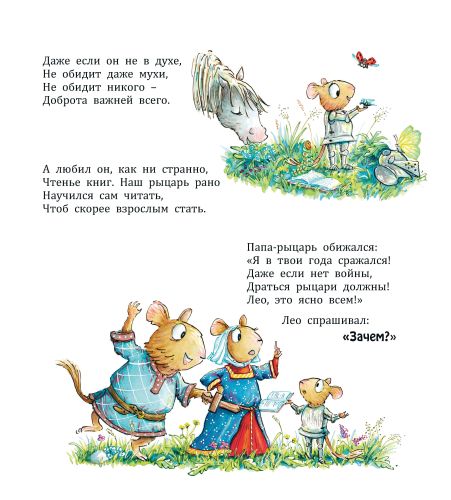 Даже если он не в духе,
Не обидит даже мухи,
Не обидит никого –
Доброта важней всего.
А любил он, как ни странно,
Чтенье книг. Наш рыцарь рано
Научился сам читать,
Чтоб скорее взрослым стать.
Папа-рыцарь обижался:
«Я в твои года сражался!
Даже если нет войны,
Драться рыцари должны!
Лео, это ясно всем!»
Лео спрашивал:
«Зачем?»